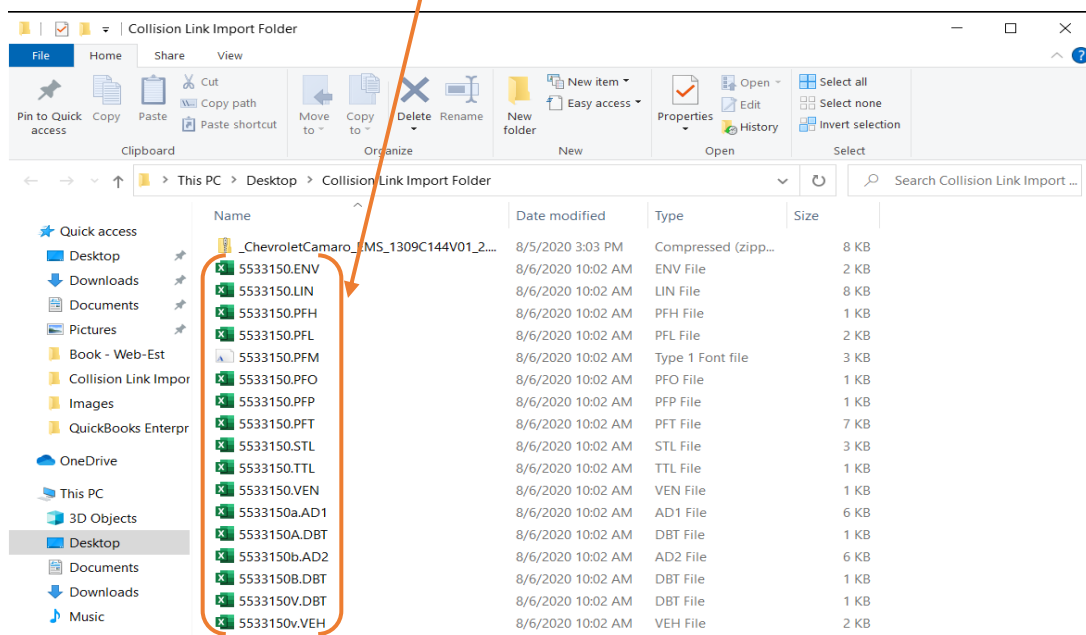 Collision Link Import Folder
File Home Share View
Pin to Quick access
Copy
Paste
Cut
Copy path
Paste shortcut
Clipboard
Move to
Copy to
Delete
Rename
Organize
New folder
New item
Easy access
New
Properties
Open
Edit
History
Open
Select all
Select none
Invert selection
Select
This PC > Desktop > Collision Link Import Folder
Search Collision Link Import ...
Quick access
Desktop
Downloads
Documents
Pictures
Book - Web-Est
Collision Link Impor
Images
QuickBooks Enterpr
OneDrive
This PC
3D Objects
Desktop
Documents
Downloads
Music
Name Date modified Type Size
_ChevroletCamaro_EMS_1309C144V01_2.... 8/5/2020 3:03 PM Compressed (zipp... 8 KB
5533150.ENV 8/6/2020 10:02 AM ENV File 2 KB
5533150.LIN 8/6/2020 10:02 AM LIN File 8 KB
5533150.PFH 8/6/2020 10:02 AM PFH File 1 KB
5533150.PFL 8/6/2020 10:02 AM PFL File 2 KB
5533150.PFM 8/6/2020 10:02 AM Type 1 Font file 3 KB
5533150.PFO 8/6/2020 10:02 AM PFO File 1 KB
5533150.PFP 8/6/2020 10:02 AM PFP File 1 KB
5533150.PFT 8/6/2020 10:02 AM PFT File 7 KB
5533150.STL 8/6/2020 10:02 AM STL File 3 KB
5533150.TTL 8/6/2020 10:02 AM TTL File 1 KB
5533150.VEN 8/6/2020 10:02 AM VEN File 1 KB
5533150a.AD1 8/6/2020 10:02 AM AD1 File 6 KB
5533150A.DBT 8/6/2020 10:02 AM DBT File 1 KB
5533150b.AD2 8/6/2020 10:02 AM AD2 File 6 KB
5533150B.DBT 8/6/2020 10:02 AM DBT File 1 KB
5533150V.DBT 8/6/2020 10:02 AM DBT File 1 KB
5533150v.VEH 8/6/2020 10:02 AM VEH File 2 KB